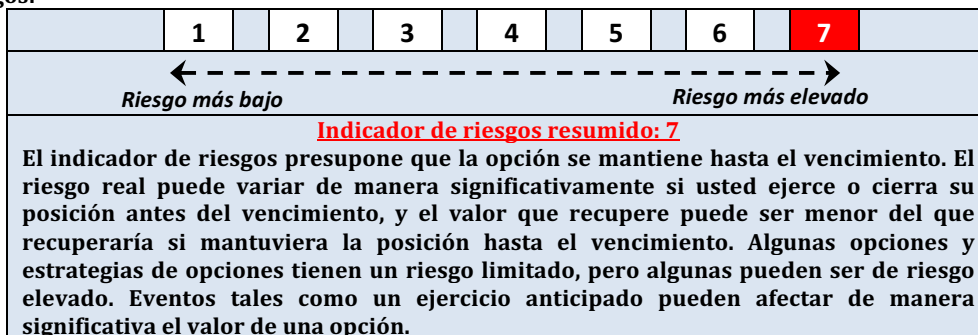 1 2 3 4 5 6 7
Riesgo más bajo Riesgo más elevado
Indicador de riesgos resumido: 7
El indicador de riesgos presupone que la opción se mantiene hasta el vencimiento. El
riesgo real puede variar de manera significativamente si usted ejerce o cierra su
posición antes del vencimiento, y el valor que recupere puede ser menor del que
recuperaría si mantuviera la posición hasta el vencimiento. Algunas opciones y
estrategias de opciones tienen un riesgo limitado, pero algunas pueden ser de riesgo
elevado. Eventos tales como un ejercicio anticipado pueden afectar de manera
significativa el valor de una opción.